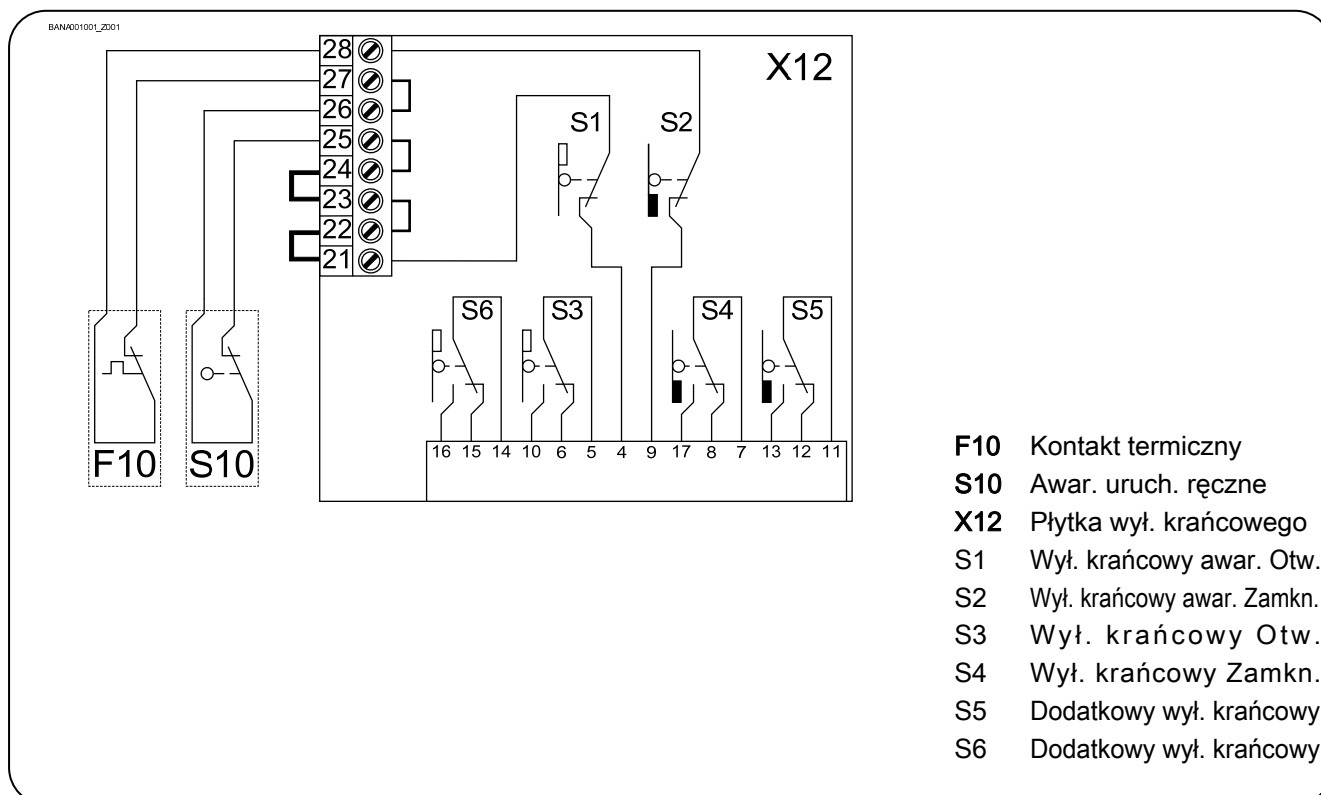 BANA001001_Z001
28
27
26
25
24
23
22
21
X12
S1
S2
S6
S3
S4
S5
16 15 14 10 6 5 4 9 17 8 7 13 12 11
F10
S10
F10 Kontakt termiczny
S10 Awar. uruch. ręczne
X12 Płytka wył. krańcowego
S1 Wył. krańcowy awar. Otw.
S2 Wył. krańcowy awar. Zamkn.
S3 Wył. krańcowy Otw.
S4 Wył. krańcowy Zamkn.
S5 Dodatkowy wył. krańcowy
S6 Dodatkowy wył. krańcowy